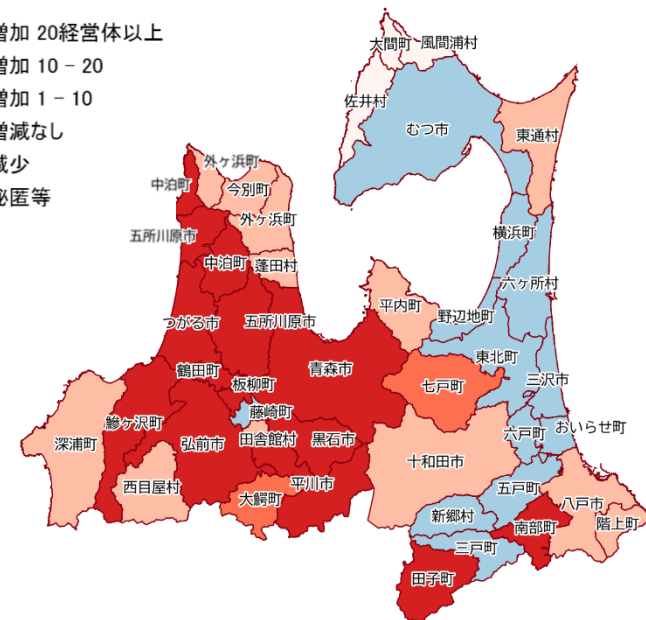 増加 20経営体以上
増加 10 - 20
増加 1 - 10
増減なし
減少
秘匿等
大間町
風間浦村
佐井村
むつ市
東通村
外ヶ浜町
中泊町
今別町
外ヶ浜町
横浜町
五所川原市
中泊町
蓬田村
六ヶ所村
平内町
野辺地町
つがる市
五所川原市
東北町
青森市
鶴田町
七戸町
三沢市
板柳町
藤崎町
鰺ヶ沢町
弘前市
田舎館村
黒石市
六戸町
おいらせ町
深浦町
十和田市
西目屋村
平川市
五戸町
大鰐町
八戸市
新郷村
南部町
階上町
三戸町
田子町